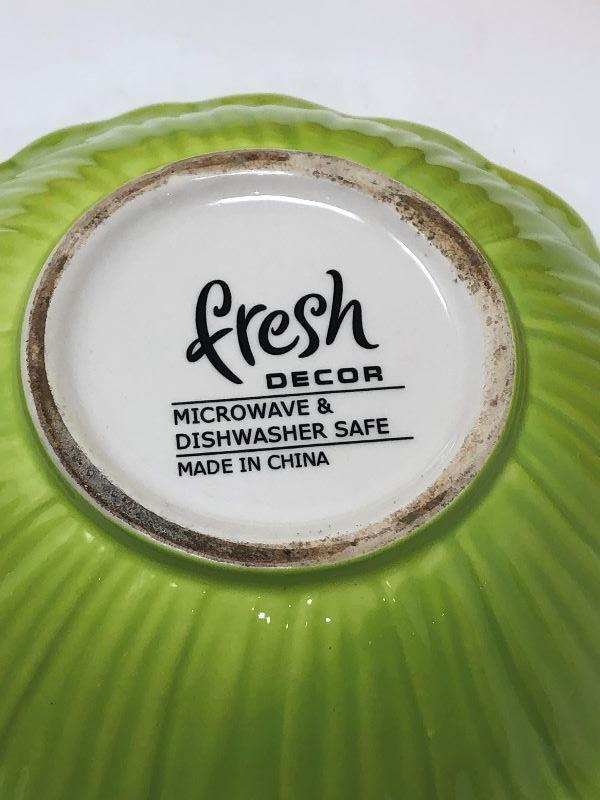 fresh
DECOR
MICROWAVE &
DISHWASHER SAFE
MADE IN CHINA